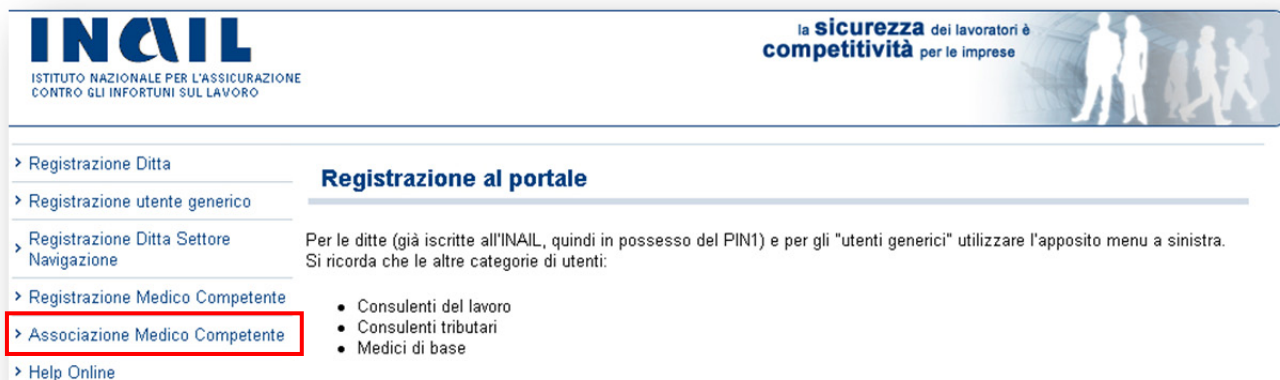 INAIL
ISTITUTO NAZIONALE PER L'ASSICURAZIONE
CONTRO GLI INFORTUNI SUL LAVORO
la sicurezza dei lavoratori è
competitività per le imprese
Registrazione Ditta
Registrazione utente generico
Registrazione Ditta Settore
Navigazione
Registrazione Medico Competente
Associazione Medico Competente
Help Online
Registrazione al portale
Per le ditte (già iscritte all'INAIL, quindi in possesso del PIN1) e per gli "utenti generici" utilizzare l'apposito menu a sinistra.
Si ricorda che le altre categorie di utenti:
• Consulenti del lavoro
• Consulenti tributari
• Medici di base